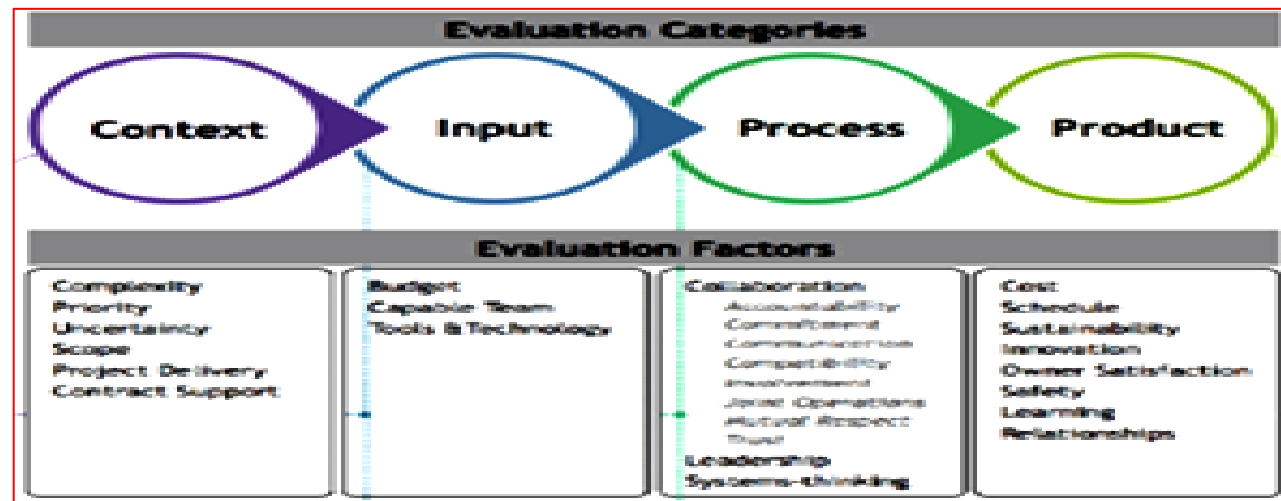 Evaluation Categories
Context
Input
Process
Product
Evaluation Factors
Complexity
Priority
Uncertainty
Scope
Project Delivery
Contract Support
Budget
Capable Team
Tools & Technology
Collaboration
Accountability
Commitment
Communication
Compatibility
Involvement
Joint Operations
Mutual Respect
Trust
Leadership
Systems-thinking
Cost
Schedule
Sustainability
Innovation
Owner Satisfaction
Safety
Learning
Relationships